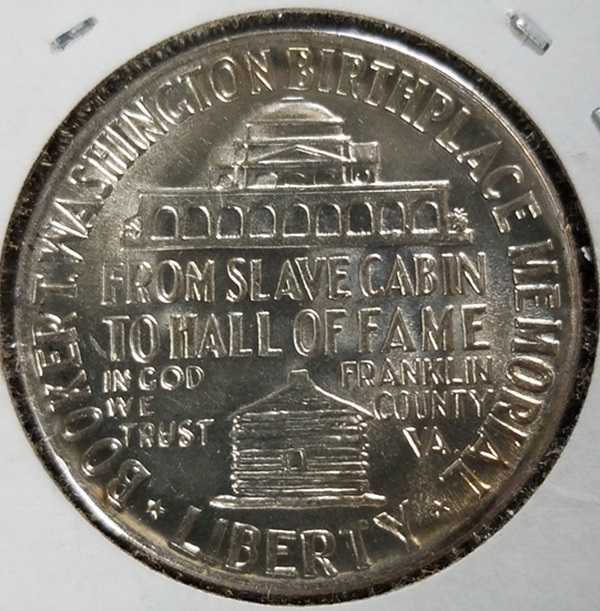 BOOKER T. WASHINGTON BIRTHPLACE MEMORIAL
FROM SLAVE CABIN
TO HALL OF FAME
IN GOD
WE
TRUST
FRANKLIN
COUNTY
VA.
LIBERTY